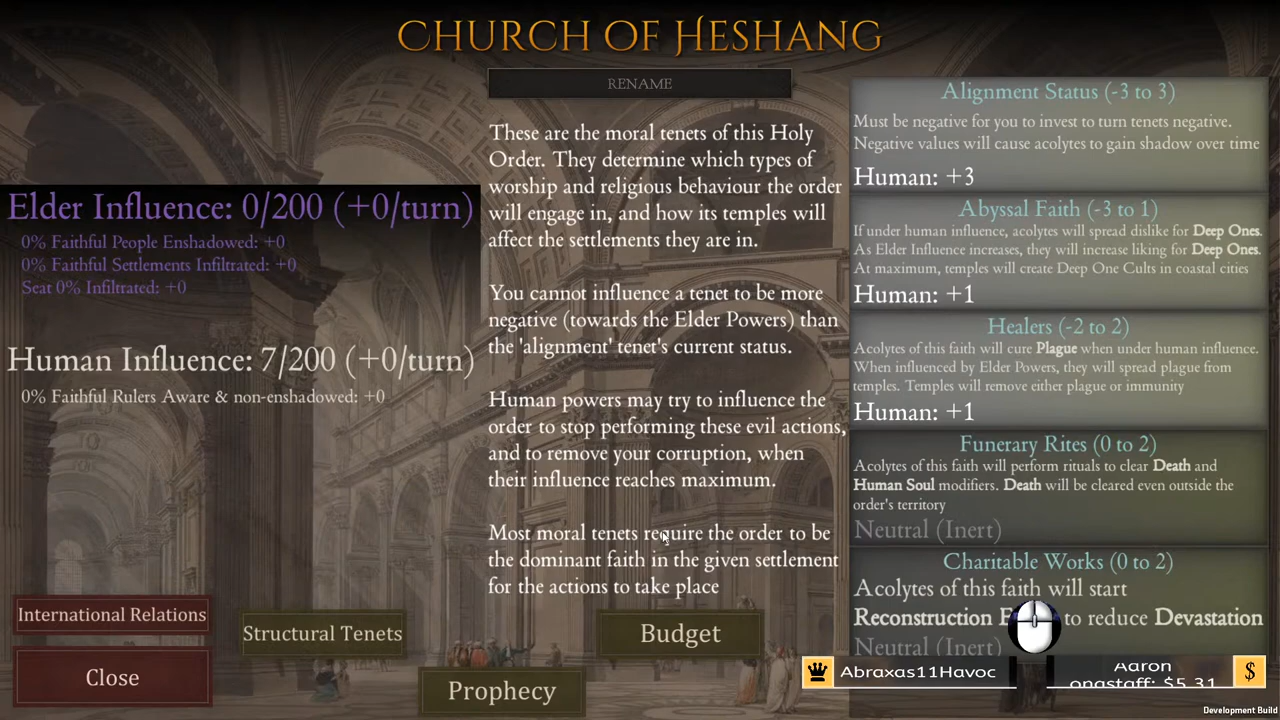 Church of Heshang
RENAME
Elder Influence: 0/200 (+0/turn)
0% Faithful People Enshadowed: +0
0% Faithful Settlements Infiltrated: +0
Seat 0% Infiltrated: +0
Human Influence: 7/200 (+0/turn)
0% Faithful Rulers Aware & non-enshadowed: +0
These are the moral tenets of this Holy
Order. They determine which types of
worship and religious behaviour the order
will engage in, and how its temples will
affect the settlements they are in.
You cannot influence a tenet to be more
negative (towards the Elder Powers) than
the 'alignment' tenet's current status.
Human powers may try to influence the
order to stop performing these evil actions,
and to remove your corruption, when
their influence reaches maximum.
Most moral tenets require the order to be
the dominant faith in the given settlement
for the actions to take place
Alignment Status (-3 to 3)
Must be negative for you to invest to turn tenets negative.
Negative values will cause acolytes to gain shadow over time
Human: +3
Abyssal Faith (-3 to 1)
If under human influence, acolytes will spread dislike for Deep Ones.
As Elder Influence increases, they will increase liking for Deep Ones.
At maximum, temples will create Deep One Cults in coastal cities
Human: +1
Healers (-2 to 2)
Acolytes of this faith will cure Plague when under human influence.
When influenced by Elder Powers, they will spread plague from
temples. Temples will remove either plague or immunity
Human: +1
Funerary Rites (0 to 2)
Acolytes of this faith will perform rituals to clear Death and
Human Soul modifiers. Death will be cleared even outside the
order's territory
Neutral (Inert)
Charitable Works (0 to 2)
Acolytes of this faith will start
Reconstruction E to reduce Devastation
Neutral (Inert)
International Relations
Structural Tenets
Budget
Close
Prophecy
Abraxas11Havoc
Aaron
ongstaff: $5.31
$
Development Build